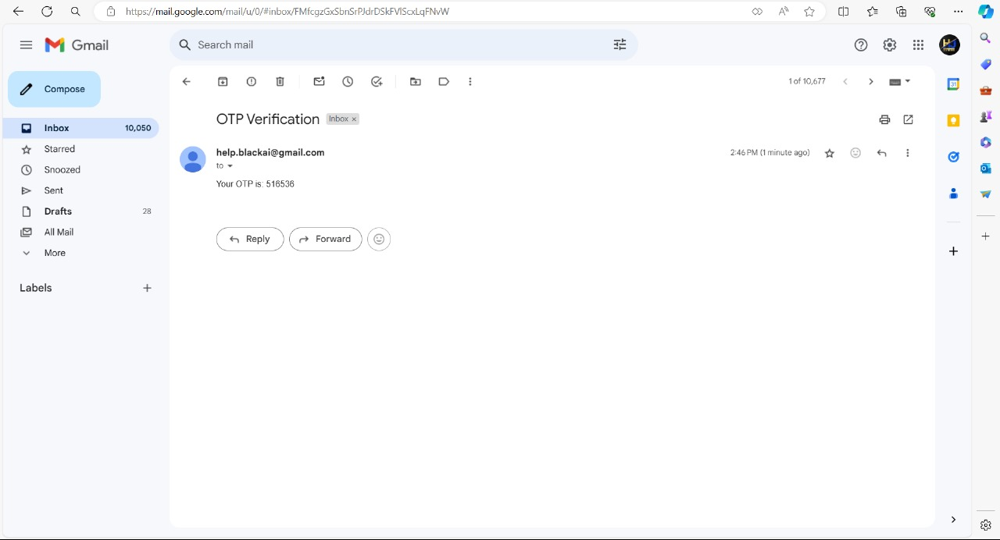 https://mail.google.com/mail/u/0/#inbox/FMfcgzGxSbnSrPJdrDSkFVlScxLqFNvW
Gmail
Search mail
Compose
1 of 10,677
Inbox 10,050
Starred
Snoozed
Sent
Drafts 28
All Mail
More
Labels
OTP Verification Inbox ×
help.blackai@gmail.com 2:46 PM (1 minute ago)
to
Your OTP is: 516536
Reply Forward
31